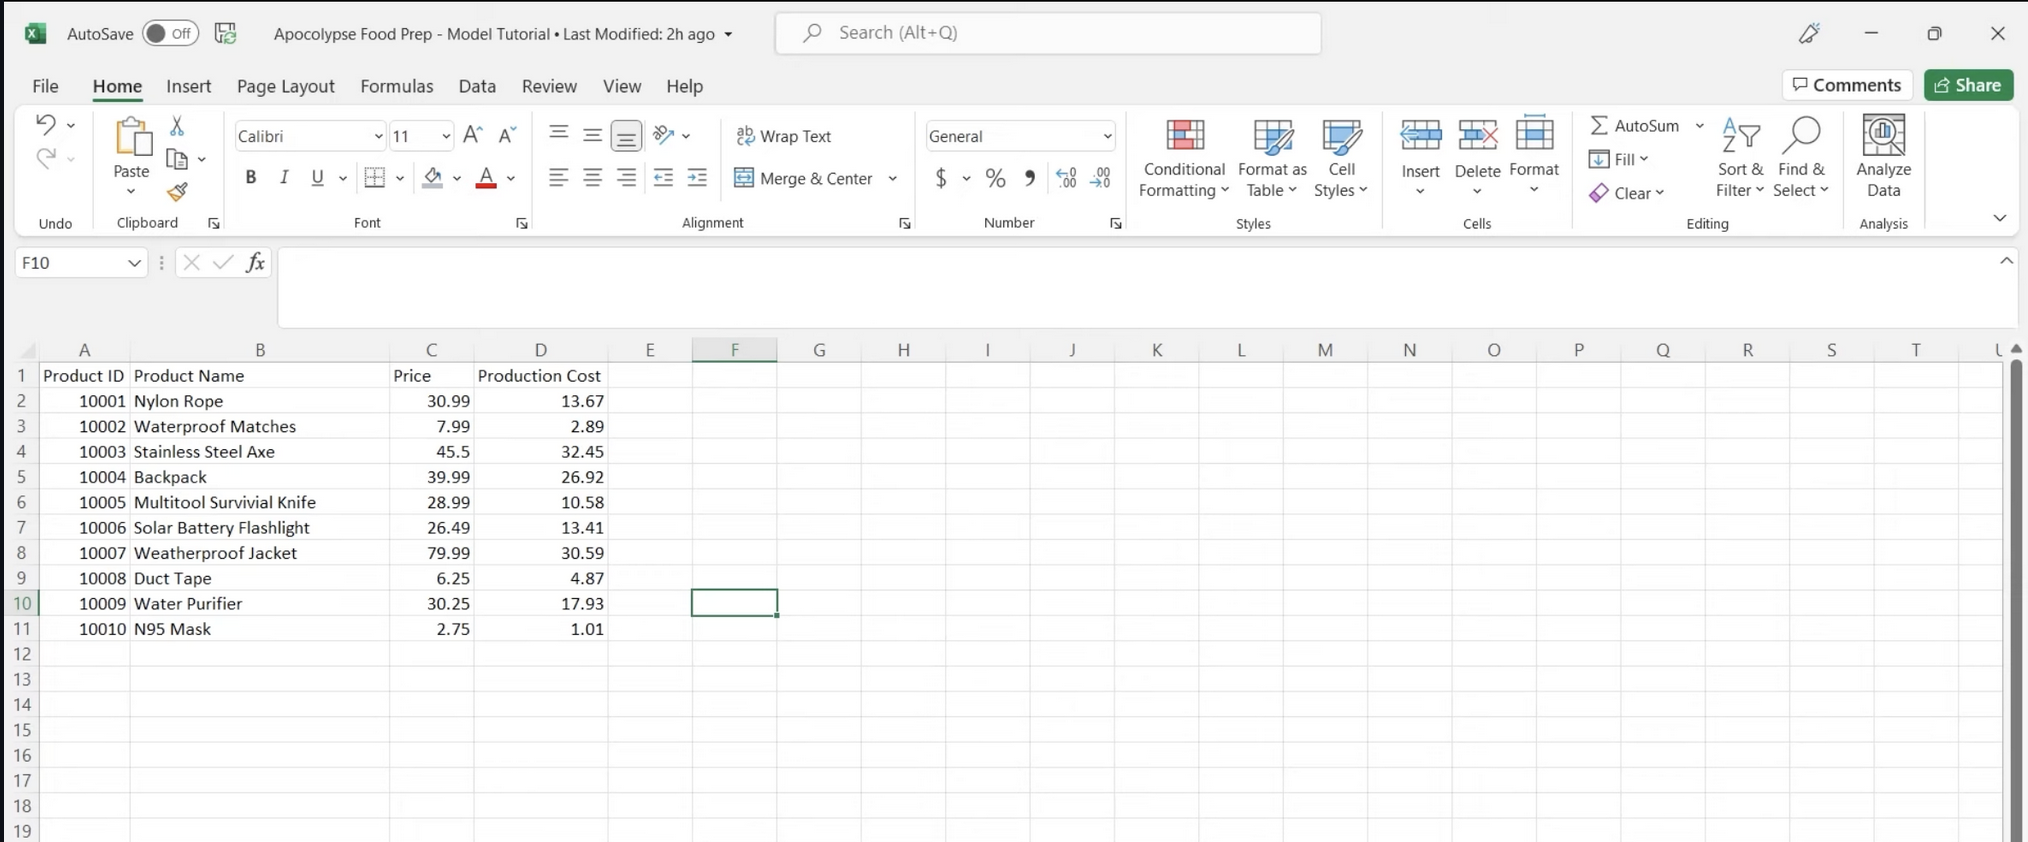 AutoSave Off Apocolypse Food Prep - Model Tutorial • Last Modified: 2h ago Search (Alt+Q)
File Home Insert Page Layout Formulas Data Review View Help Comments Share
Paste Calibri 11 B I U A A A Wrap Text Merge & Center General $ % Conditional Formatting Format as Table Cell Styles Insert Delete Format AutoSum Fill Clear Sort & Filter Find & Select Analyze Data
Undo Clipboard Font Alignment Number Styles Cells Editing Analysis
F10 fx
A B C D E F G H I J K L M N O P Q R S T U
1 Product ID Product Name Price Production Cost
2 10001 Nylon Rope 30.99 13.67
3 10002 Waterproof Matches 7.99 2.89
4 10003 Stainless Steel Axe 45.5 32.45
5 10004 Backpack 39.99 26.92
6 10005 Multitool Survivial Knife 28.99 10.58
7 10006 Solar Battery Flashlight 26.49 13.41
8 10007 Weatherproof Jacket 79.99 30.59
9 10008 Duct Tape 6.25 4.87
10 10009 Water Purifier 30.25 17.93
11 10010 N95 Mask 2.75 1.01
12
13
14
15
16
17
18
19